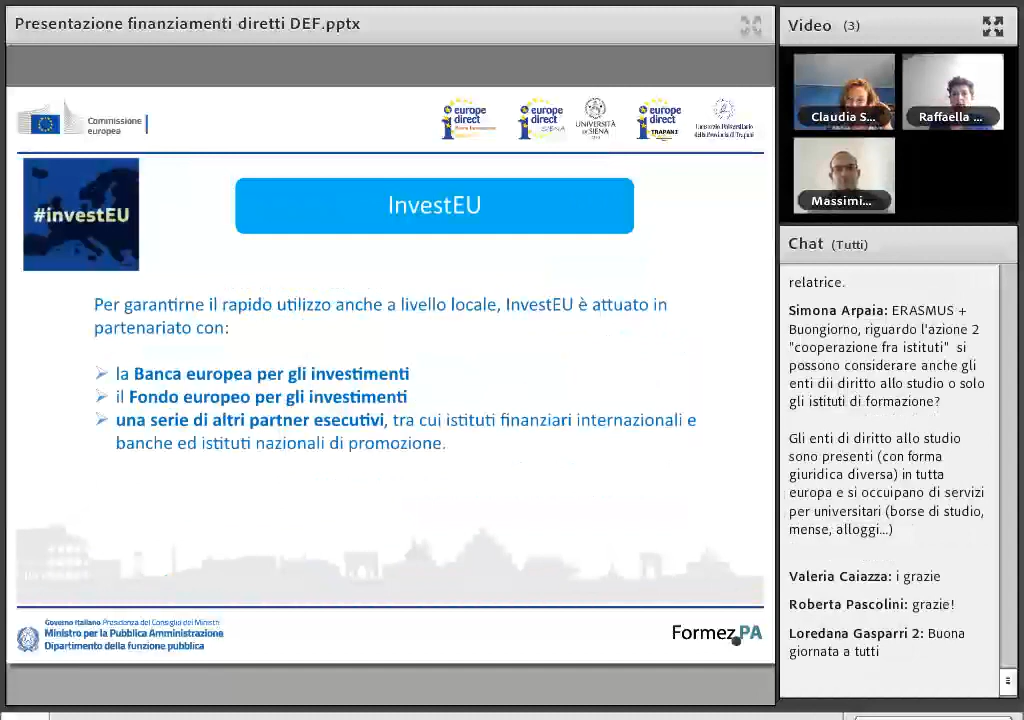 Presentazione finanziamenti diretti DEF.pptx
Commissione
europea
europe
direct
europe
direct
SIENA
UNIVERSITÀ
DI SIENA
europe
direct
TRAPANI
#investEU
InvestEU
Per garantirne il rapido utilizzo anche a livello locale, InvestEU è attuato in
partenariato con:
la Banca europea per gli investimenti
il Fondo europeo per gli investimenti
una serie di altri partner esecutivi, tra cui istituti finanziari internazionali e
banche ed istituti nazionali di promozione.
Governo Italiano Presidenza del Consiglio dei Ministri
Ministro per la Pubblica Amministrazione
Dipartimento della funzione pubblica
Formez PA
Video (3)
Claudia S...
Raffaella ...
Massimi...
Chat (Tutti)
relatrice.
Simona Arpaia: ERASMUS +
Buongiorno, riguardo l'azione 2
"cooperazione fra istituti" si
possono considerare anche gli
enti dii diritto allo studio o solo
gli istituti di formazione?
Gli enti di diritto allo studio
sono presenti (con forma
giuridica diversa) in tutta
europa e si occuipano di servizi
per universitari (borse di studio,
mense, alloggi...)
Valeria Caiazza: i grazie
Roberta Pascolini: grazie!
Loredana Gasparri 2: Buona
giornata a tutti